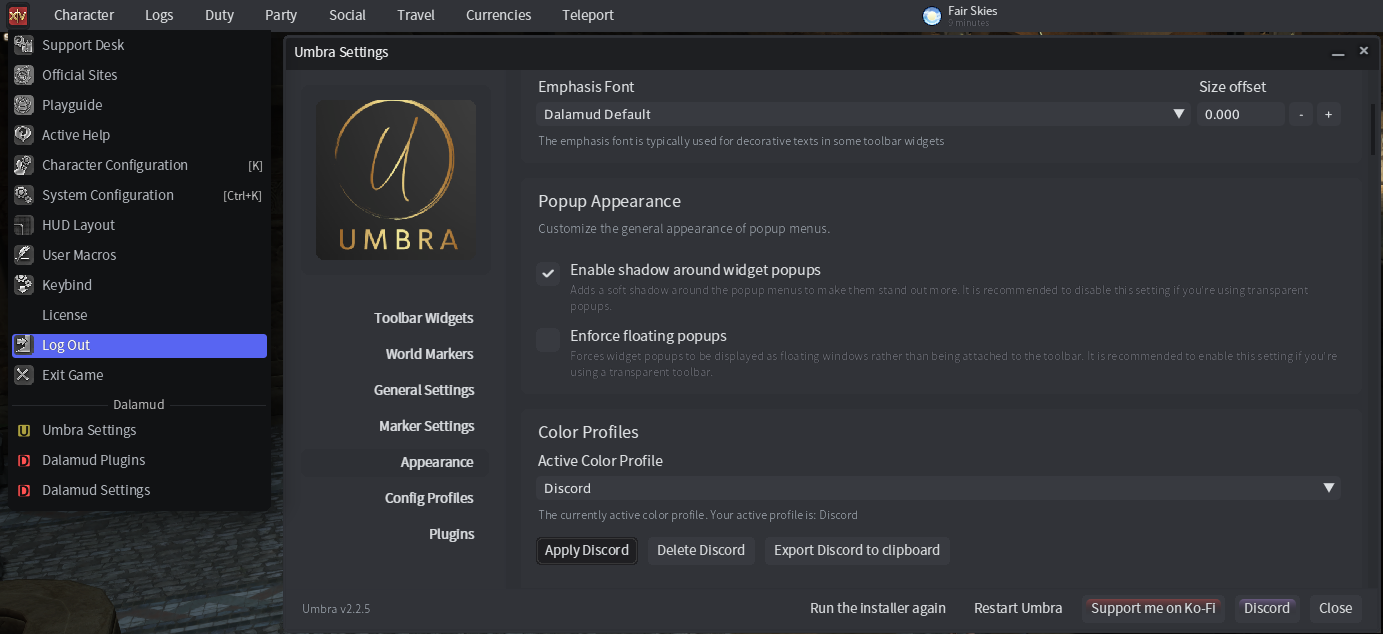 XIV Character Logs Duty Party Social Travel Currencies Teleport
Fair Skies
Support Desk
Official Sites
Playguide
Active Help
Character Configuration [K]
System Configuration [Ctrl+K]
HUD Layout
User Macros
Keybind
License
Log Out
Exit Game
Dalamud
Umbra Settings
Dalamud Plugins
Dalamud Settings
Umbra Settings
UMBRA
Toolbar Widgets
World Markers
General Settings
Marker Settings
Appearance
Config Profiles
Plugins
Umbra v2.2.5
Emphasis Font Size offset
Dalamud Default 0.000 - +
The emphasis font is typically used for decorative texts in some toolbar widgets
Popup Appearance
Customize the general appearance of popup menus.
Enable shadow around widget popups
Adds a soft shadow around the popup menus to make them stand out more. It is recommended to disable this setting if you're using transparent
popups.
Enforce floating popups
Forces widget popups to be displayed as floating windows rather than being attached to the toolbar. It is recommended to enable this setting if you're
using a transparent toolbar.
Color Profiles
Active Color Profile
Discord
The currently active color profile. Your active profile is: Discord
Apply Discord Delete Discord Export Discord to clipboard
Run the installer again Restart Umbra Support me on Ko-Fi Discord Close